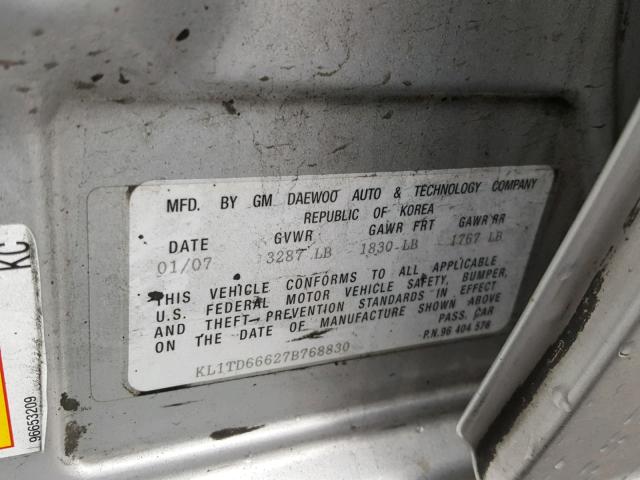 MFD. BY GM DAEWOO AUTO & TECHNOLOGY COMPANY
REPUBLIC OF KOREA
DATE GVWR GAWR FRT GAWR RR
01/07 3287 LB 1830 LB 1767 LB
THIS VEHICLE CONFORMS TO ALL APPLICABLE
U.S. FEDERAL MOTOR VEHICLE SAFETY, BUMPER,
AND THEFT-PREVENTION STANDARDS IN EFFECT
ON THE DATE OF MANUFACTURE SHOWN ABOVE
PASS. CAR
P.N. 96 404 576
KL1TD66627B768830
KC
96653209